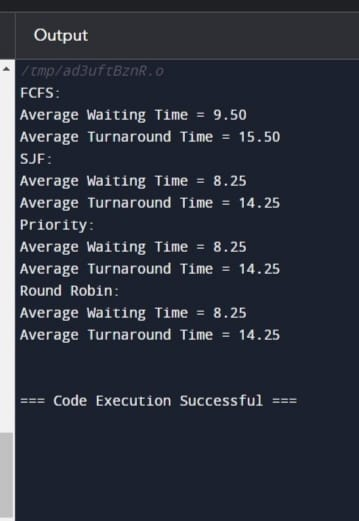 Output
/tmp/ad3uftBznR.o
FCFS:
Average Waiting Time = 9.50
Average Turnaround Time = 15.50
SJF:
Average Waiting Time = 8.25
Average Turnaround Time = 14.25
Priority:
Average Waiting Time = 8.25
Average Turnaround Time = 14.25
Round Robin:
Average Waiting Time = 8.25
Average Turnaround Time = 14.25
=== Code Execution Successful ===